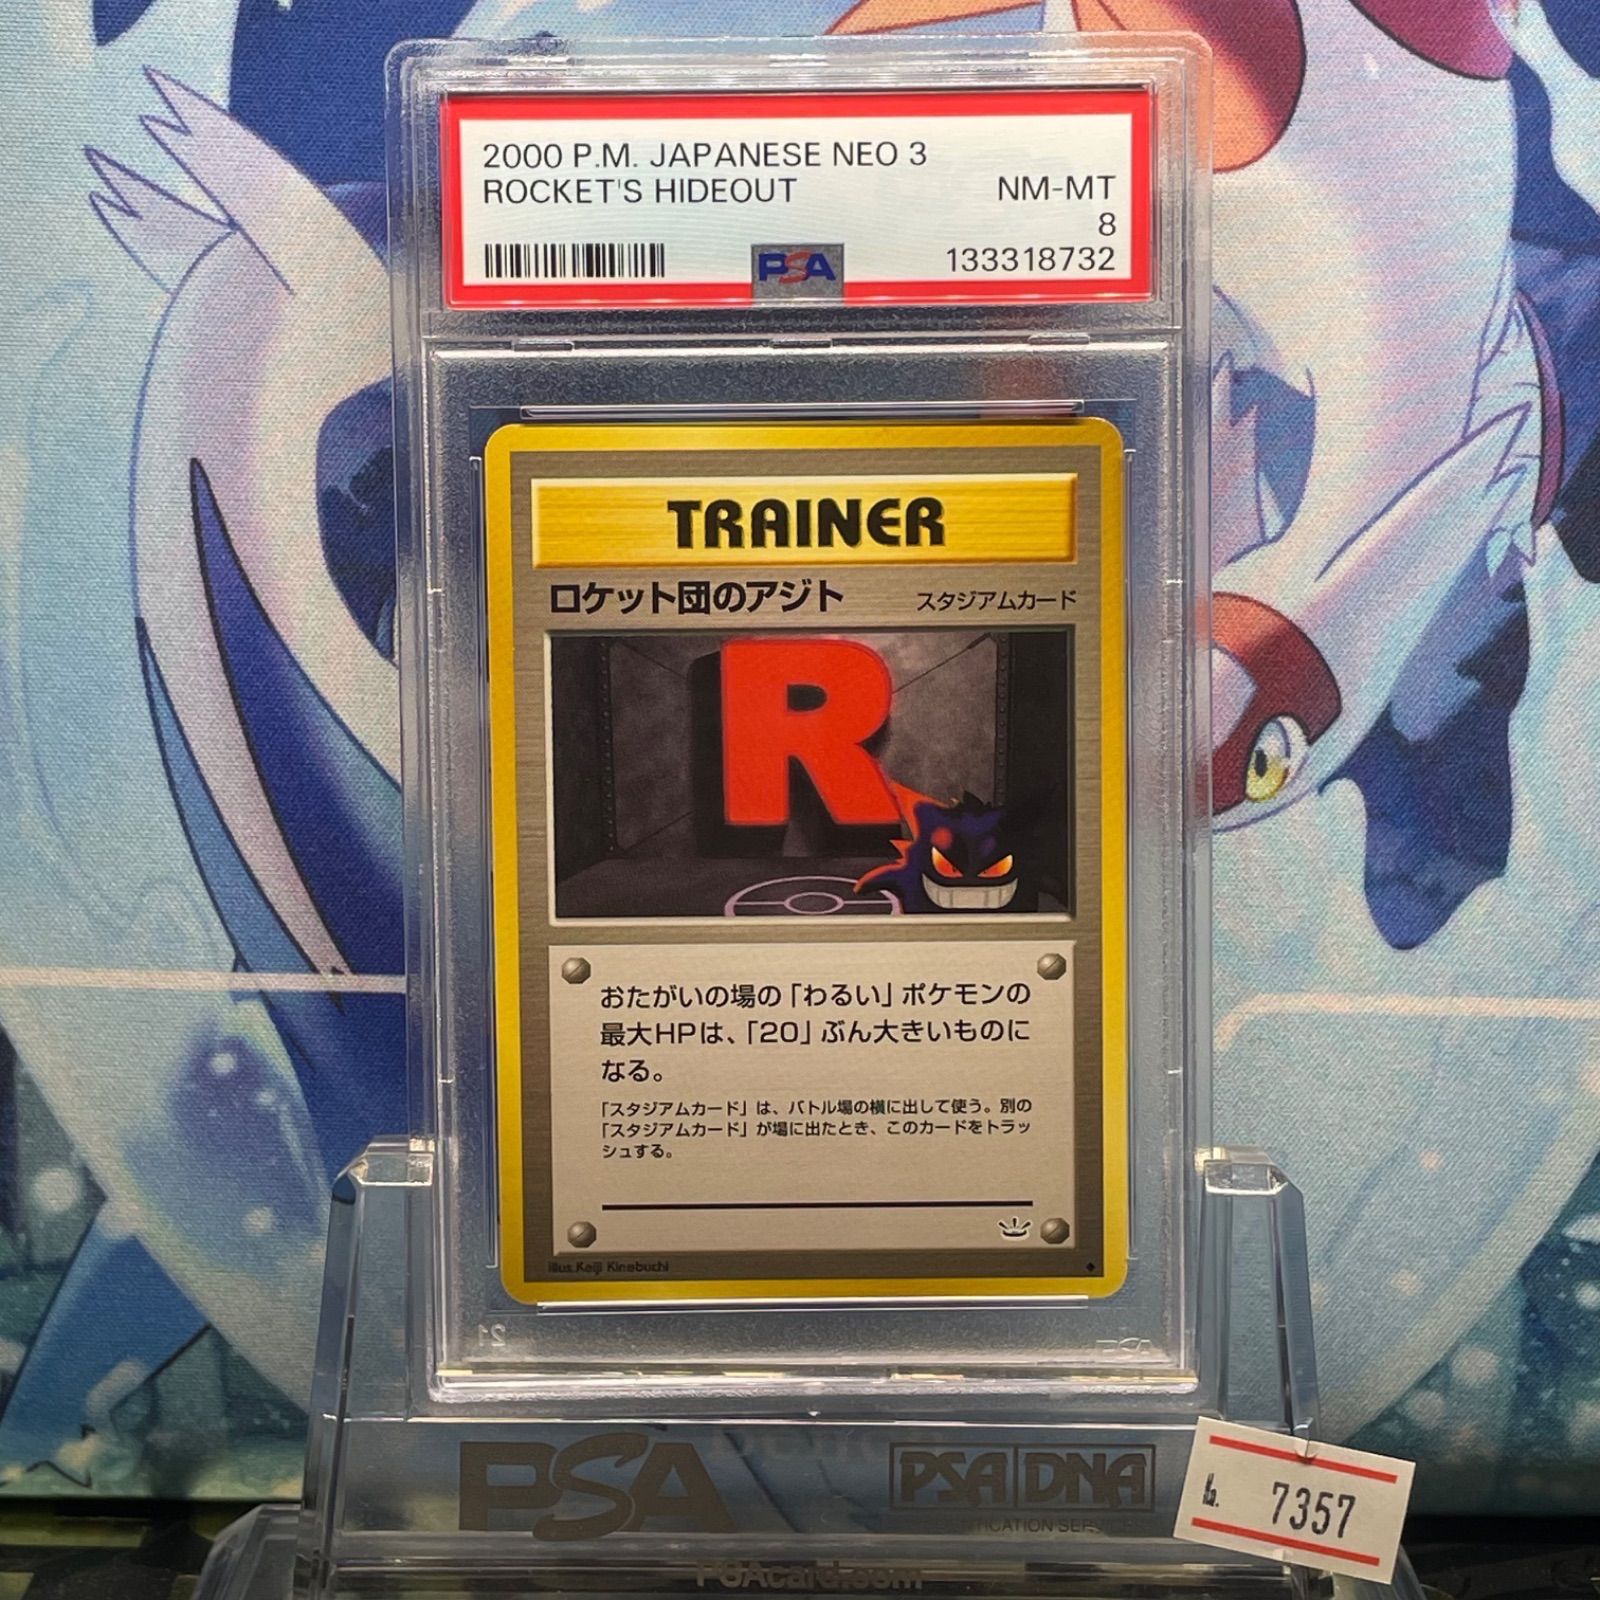 2000 P.M. JAPANESE NEO 3
ROCKET'S HIDEOUT NM-MT
8
PSA 133318732
TRAINER
ロケット団のアジト スタジアムカード
R
おたがいの場の「わるい」ポケモンの
最大HPは、「20」ぶん大きいものに
なる。
「スタジアムカード」は、バトル場の横に出して使う。別の
「スタジアムカード」が場に出たとき、このカードをトラッ
シュする。
illus.Keiji Kinebuchi
PSA PSA DNA
No. 7357
PSAcard.com